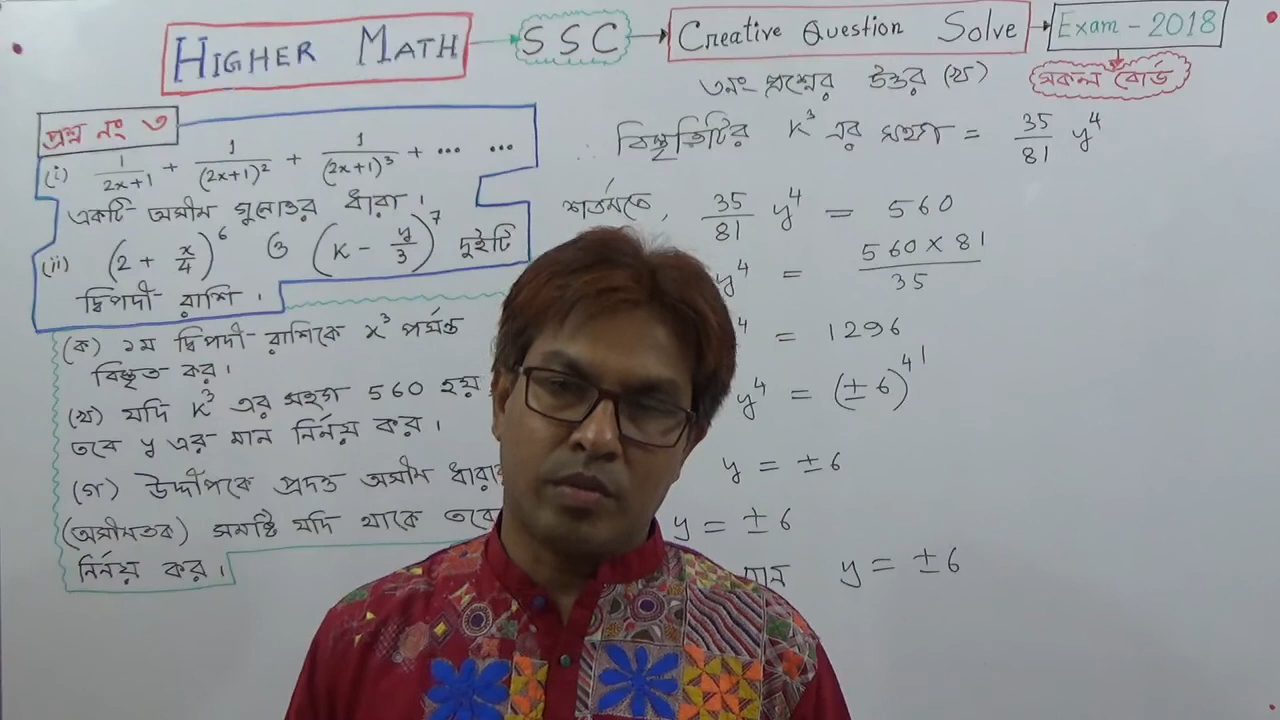 HIGHER MATH → SSC → Creative Question Solve → Exam - 2018
সকল বোর্ড
প্রশ্ন নং ৩
(i) 1/(2x+1) + 1/(2x+1)² + 1/(2x+1)³ + ... ...
একটি অসীম গুনোত্তর ধারা।
(ii) (2 + x/4)⁶ ও (K - y/3)⁷ দুইটি
দ্বিপদী রাশি।
(ক) ১ম দ্বিপদী রাশিকে x³ পর্যন্ত
বিস্তৃত কর।
(খ) যদি K³ এর সহগ 560 হয়
তবে y এর মান নির্নয় কর।
(গ) উদ্দীপকে প্রদত্ত অসীম
(অসীমতক) সমষ্টি যদি থাকে তবে
নির্নয় কর।
৩নং প্রশ্নের উত্তর (খ)
∴ বিস্তৃতিটির K³ এর সহগ = 35/81 y⁴
শর্তমতে, 35/81 y⁴ = 560
y⁴ = (560 × 81)/35
⁴ = 1296
y⁴ = (±6)⁴
y = ±6
y = ±6
মান y = ±6